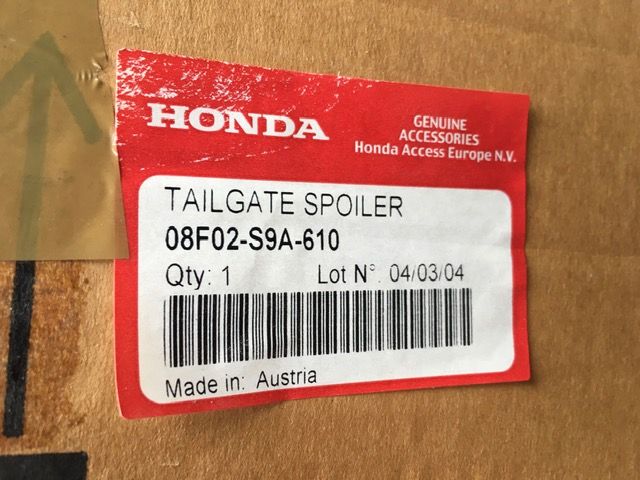 HONDA
GENUINE
ACCESSORIES
Honda Access Europe N.V.
TAILGATE SPOILER
08F02-S9A-610
Qty: 1 Lot N°. 04/03/04
Made in: Austria